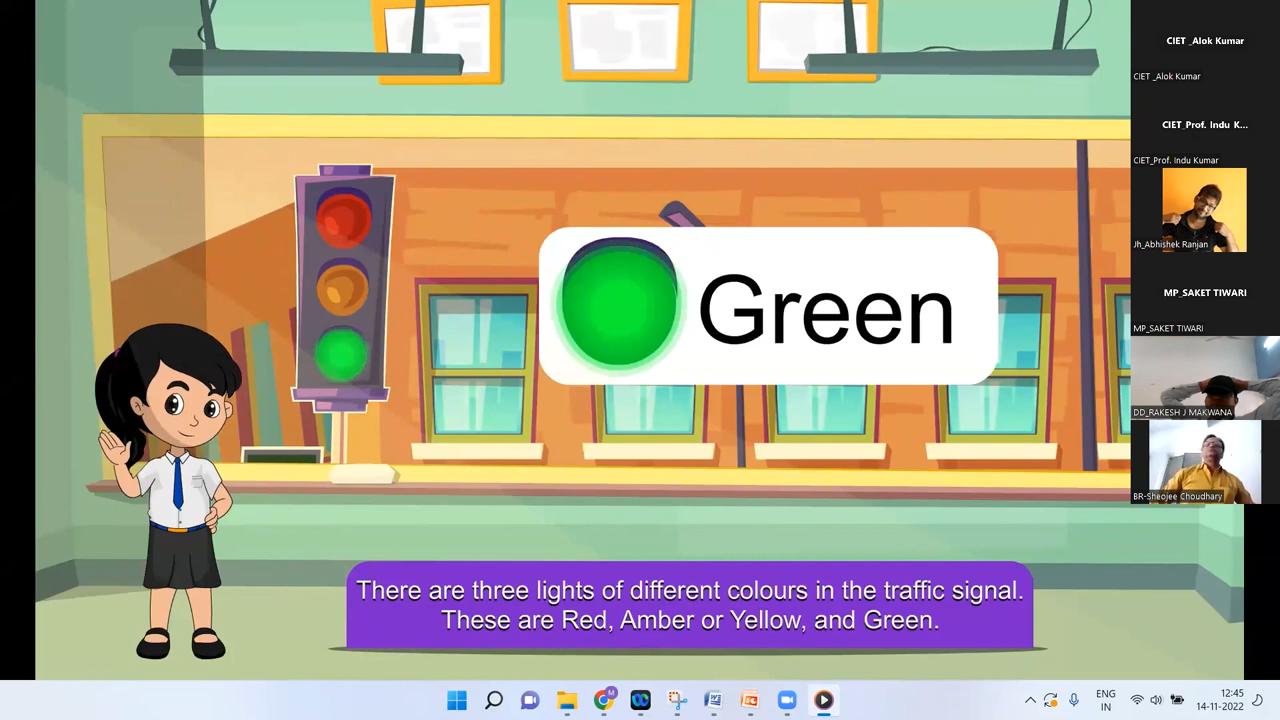 Green
There are three lights of different colours in the traffic signal.
These are Red, Amber or Yellow, and Green.
CIET _Alok Kumar
CIET _Alok Kumar
CIET_Prof. Indu K...
CIET_Prof. Indu Kumar
Jh_Abhishek Ranjan
MP_SAKET TIWARI
MP_SAKET TIWARI
DD_RAKESH J MAKWANA
BR-Sheojee Choudhary
M
W
ENG
IN
12:45
14-11-2022